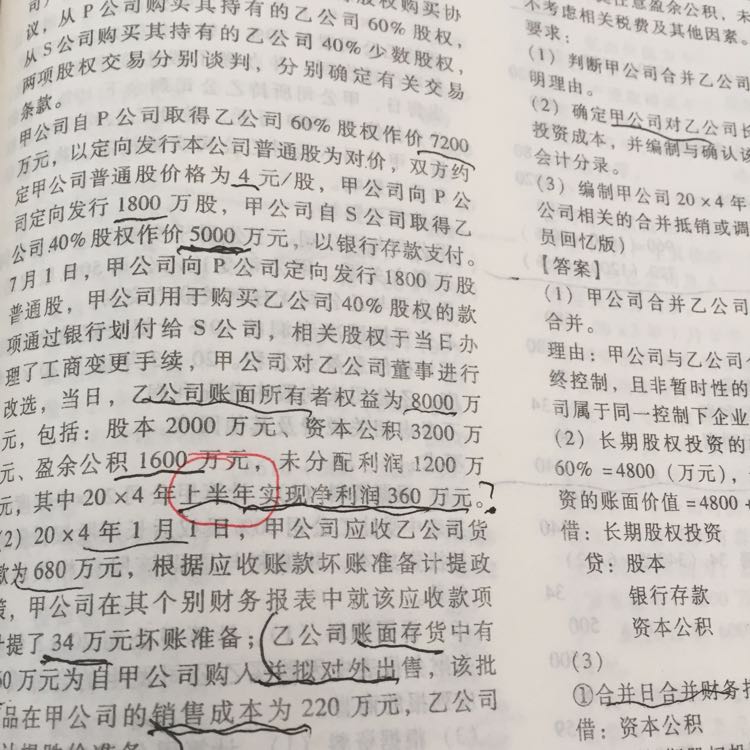 股权购买协
议，从P公司购买其持有的乙公司60%股权，
从S公司购买其持有的乙公司40%少数股权，
两项股权交易分别谈判，分别确定有关交易
条款。
甲公司自P公司取得乙公司60%股权作价7200
万元，以定向发行本公司普通股为对价，双方约
定甲公司普通股价格为4元/股，甲公司向P公
司定向发行1800万股，甲公司自S公司取得乙
公司40%股权作价5000万元，以银行存款支付。
7月1日，甲公司向P公司定向发行1800万股
普通股，甲公司用于购买乙公司40%股权的款
项通过银行划付给S公司，相关股权于当日办
理了工商变更手续，甲公司对乙公司董事进行
改选，当日，乙公司账面所有者权益为8000万
元，包括：股本2000万元、资本公积3200万
元、盈余公积1600万元，未分配利润1200万
元，其中20×4年上半年实现净利润360万元。
(2) 20×4年1月1日，甲公司应收乙公司货
款为680万元，根据应收账款坏账准备计提政
策，甲公司在其个别财务报表中就该应收款项
计提了34万元坏账准备；乙公司账面存货中有
0万元为自甲公司购入并拟对外出售，该批
品在甲公司的销售成本为220万元，乙公司
任意盈余公积，未
不考虑相关税费及其他因素。
要求：
(1) 判断甲公司合并乙公司
明理由。
(2) 确定甲公司对乙公司长
投资成本，并编制与确认该
会计分录。
(3) 编制甲公司20×4年
公司相关的合并抵销或调
员回忆版)
【答案】
(1) 甲公司合并乙公司
合并。
理由：甲公司与乙公司
终控制，且非暂时性的
司属于同一控制下企业
(2) 长期股权投资的
60%=4800（万元），
资的账面价值=4800+
借：长期股权投资
贷：股本
银行存款
资本公积
(3)
①合并日合并财务
借：资本公积